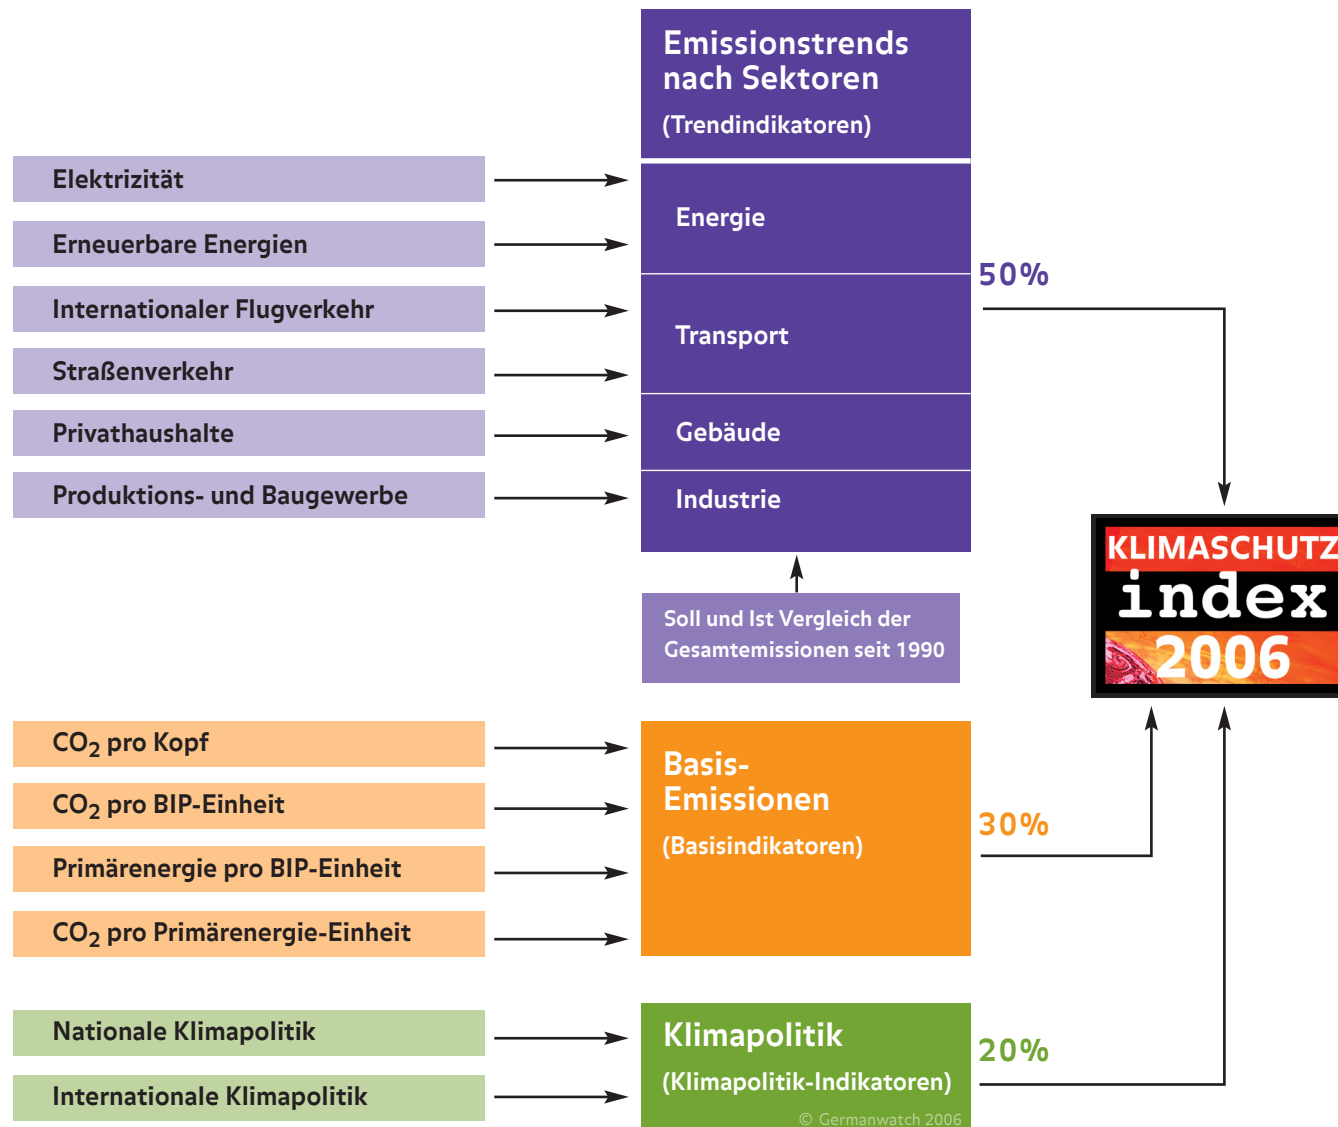 Emissionstrends
nach Sektoren
(Trendindikatoren)
Elektrizität
Erneuerbare Energien
Internationaler Flugverkehr
Straßenverkehr
Privathaushalte
Produktions- und Baugewerbe
Energie
Transport
Gebäude
Industrie
50%
Soll und Ist Vergleich der
Gesamtemissionen seit 1990
KLIMASCHUTZ
index
2006
CO₂ pro Kopf
CO₂ pro BIP-Einheit
Primärenergie pro BIP-Einheit
CO₂ pro Primärenergie-Einheit
Basis-
Emissionen
(Basisindikatoren)
30%
Nationale Klimapolitik
Internationale Klimapolitik
Klimapolitik
(Klimapolitik-Indikatoren)
20%
© Germanwatch 2006